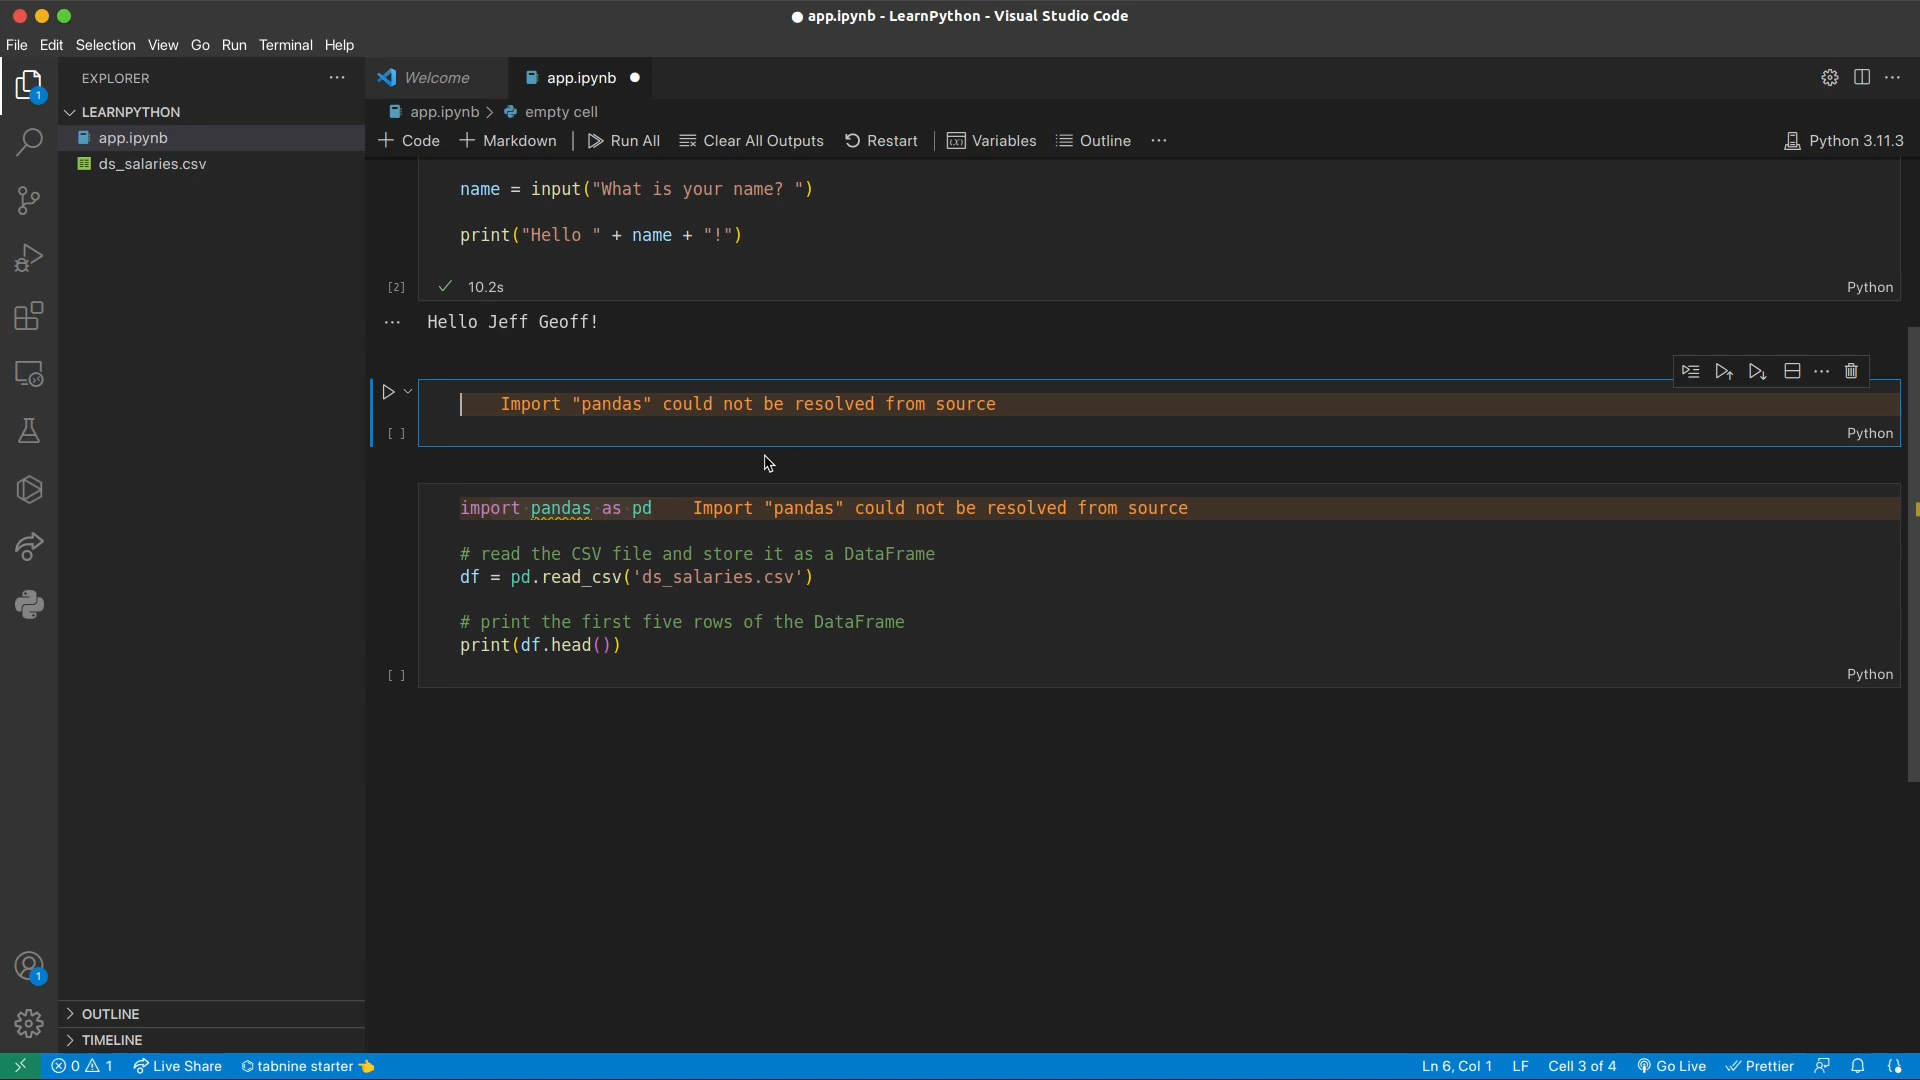 app.ipynb - LearnPython - Visual Studio Code
File Edit Selection View Go Run Terminal Help
1
EXPLORER
Welcome
app.ipynb
LEARNPYTHON
app.ipynb > empty cell
app.ipynb
Code Markdown Run All Clear All Outputs Restart Variables Outline Python 3.11.3
ds_salaries.csv
name = input("What is your name? ")
print("Hello " + name + "!")
[2] 10.2s Python
Hello Jeff Geoff!
Import "pandas" could not be resolved from source
[ ] Python
import pandas as pd Import "pandas" could not be resolved from source
# read the CSV file and store it as a DataFrame
df = pd.read_csv('ds_salaries.csv')
# print the first five rows of the DataFrame
print(df.head())
[ ] Python
1
OUTLINE
TIMELINE
0 1 Live Share tabnine starter Ln 6, Col 1 LF Cell 3 of 4 Go Live Prettier